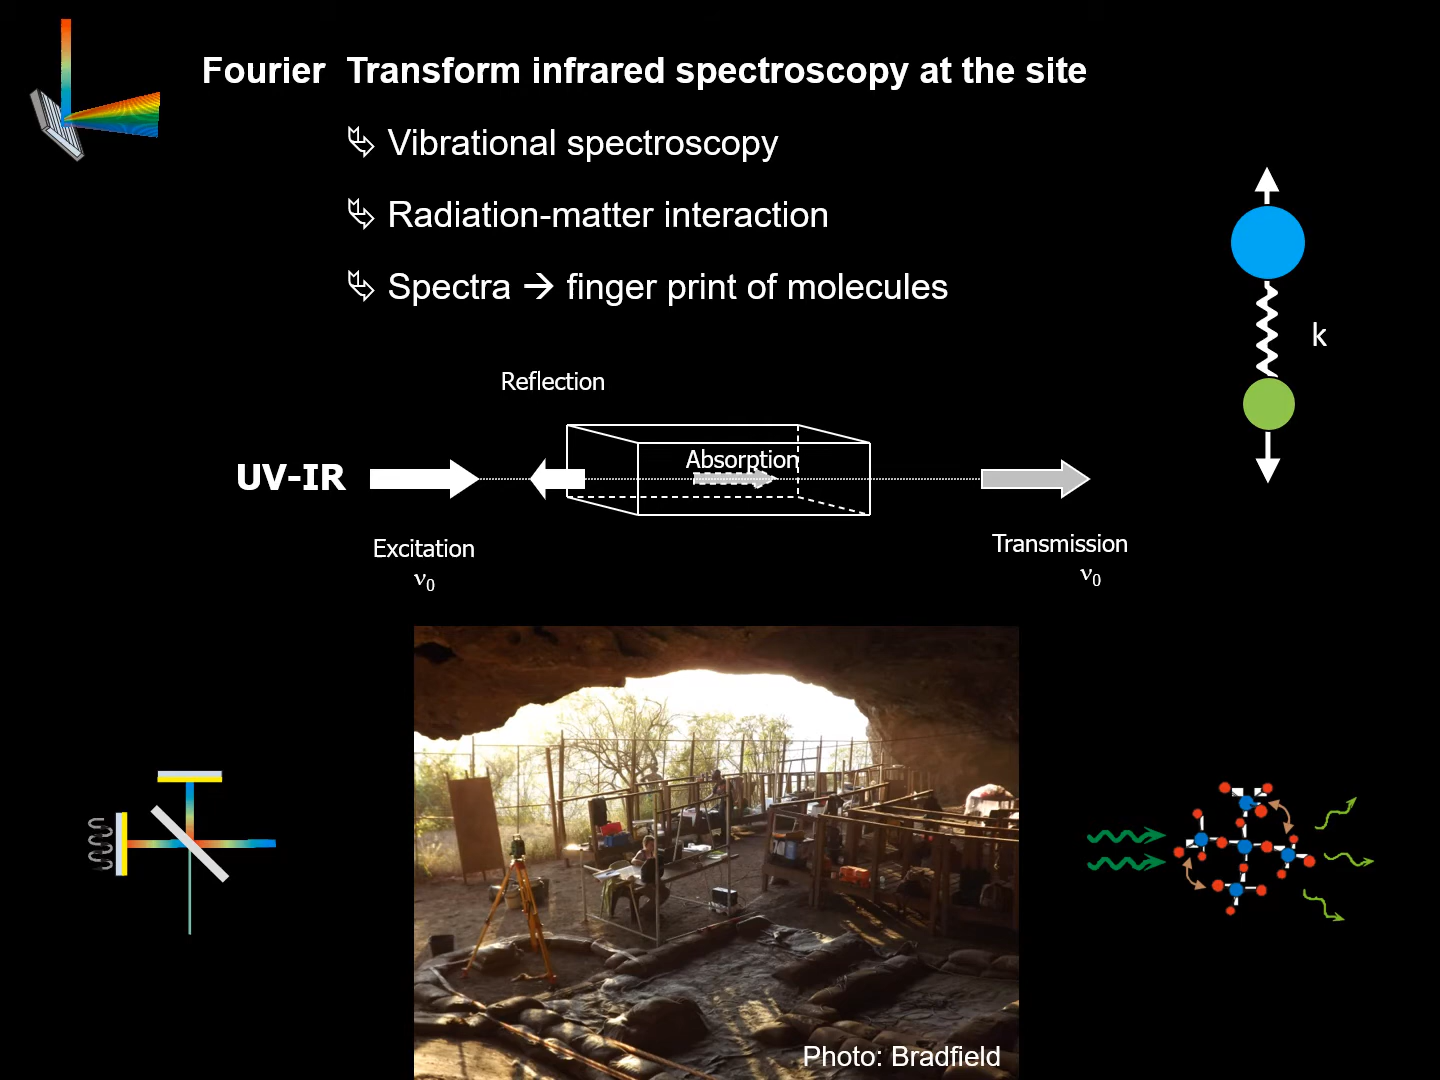 Fourier  Transform infrared spectroscopy at the site
Vibrational spectroscopy
Radiation-matter interaction
Spectra → finger print of molecules
k
Reflection
Absorption
UV-IR
Excitation
ν₀
Transmission
ν₀
Photo: Bradfield